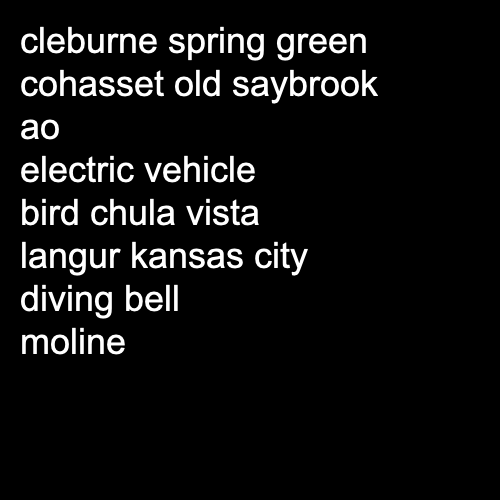 cleburne spring green
cohasset old saybrook
ao
electric vehicle
bird chula vista
langur kansas city
diving bell
moline